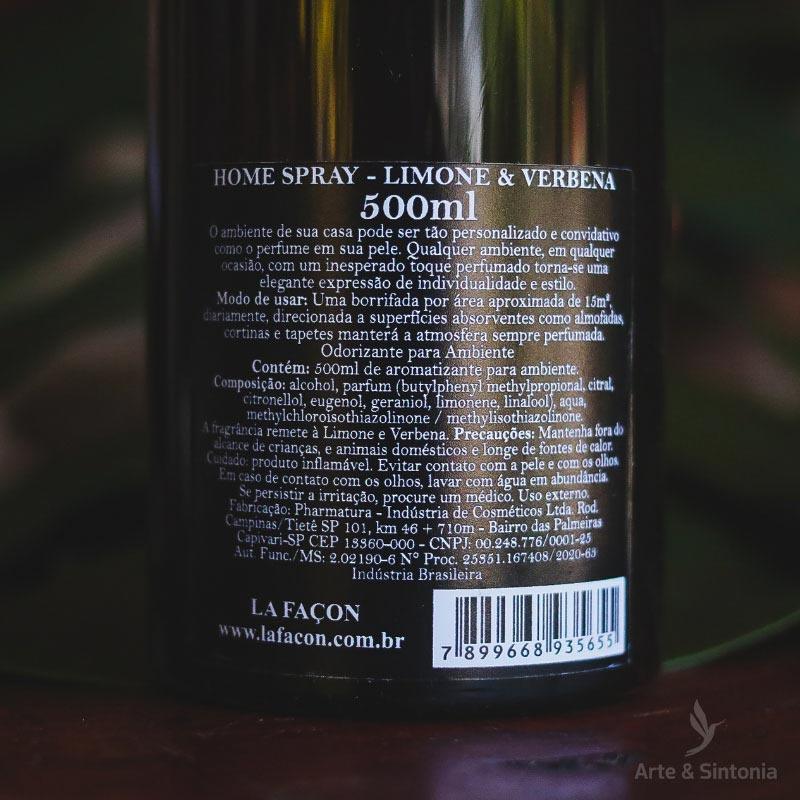 HOME SPRAY - LIMONE & VERBENA
500ml
O ambiente de sua casa pode ser tão personalizado e convidativo
como o perfume em sua pele. Qualquer ambiente, em qualquer
ocasião, com um inesperado toque perfumado torna-se uma
elegante expressão de individualidade e estilo.
Modo de usar: Uma borrifada por área aproximada de 15m²,
diariamente, direcionada a superfícies absorventes como almofadas,
cortinas e tapetes manterá a atmosfera sempre perfumada.
Odorizante para Ambiente
Contém: 500ml de aromatizante para ambiente.
Composição: alcohol, parfum (butylphenyl methylpropional, citral,
citronellol, eugenol, geraniol, limonene, linalool), aqua,
methylchloroisothiazolinone / methylisothiazolinone.
A fragrância remete à Limone e Verbena. Precauções: Mantenha fora do
alcance de crianças, e animais domésticos e longe de fontes de calor.
Cuidado: produto inflamável. Evitar contato com a pele e com os olhos.
Em caso de contato com os olhos, lavar com água em abundância.
Se persistir a irritação, procure um médico. Uso externo.
Fabricação: Pharmatura - Indústria de Cosméticos Ltda. Rod.
Campinas/Tietê SP 101, km 46 + 710m - Bairro das Palmeiras
Capivari-SP CEP 13360-000 - CNPJ: 00.248.776/0001-25
Aut. Func./MS: 2.02190-6 Nº Proc. 25351.167408/2020-63
Indústria Brasileira
LA FAÇON
www.lafacon.com.br
7 899668 935655
Arte & Sintonia